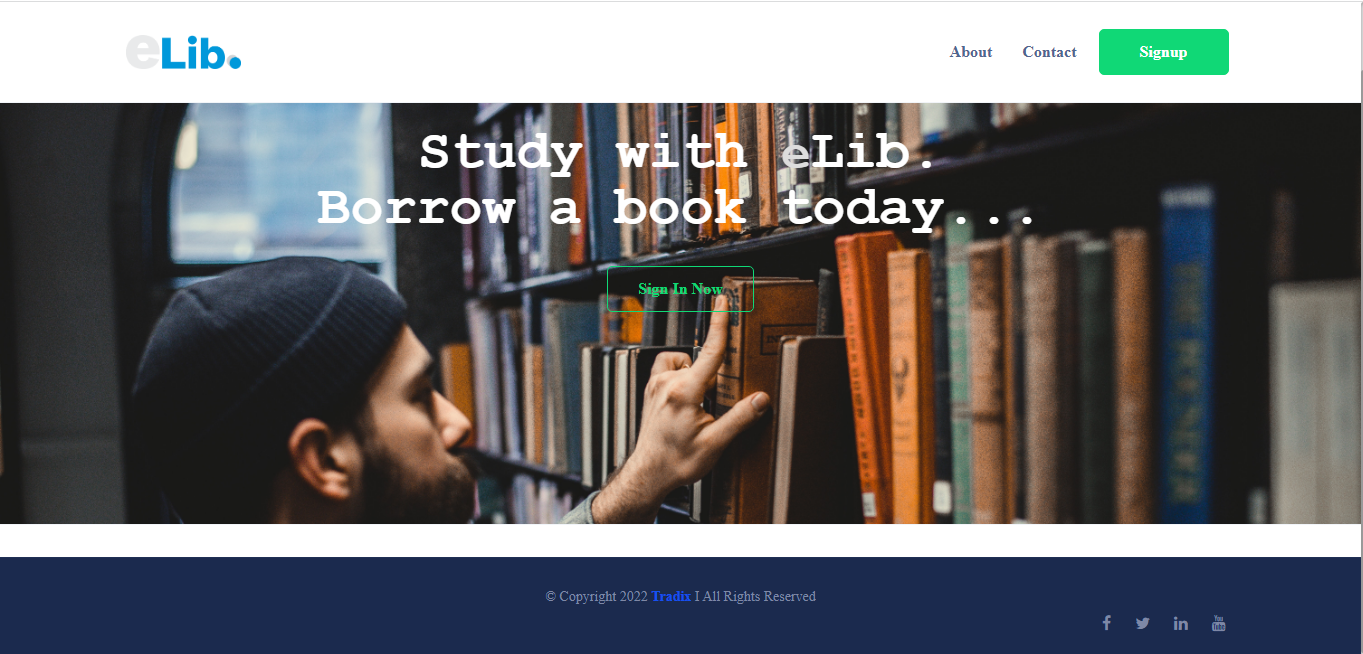 eLib.
About Contact Signup
Study with eLib.
Borrow a book today...
Sign In Now
© Copyright 2022 Tradix I All Rights Reserved